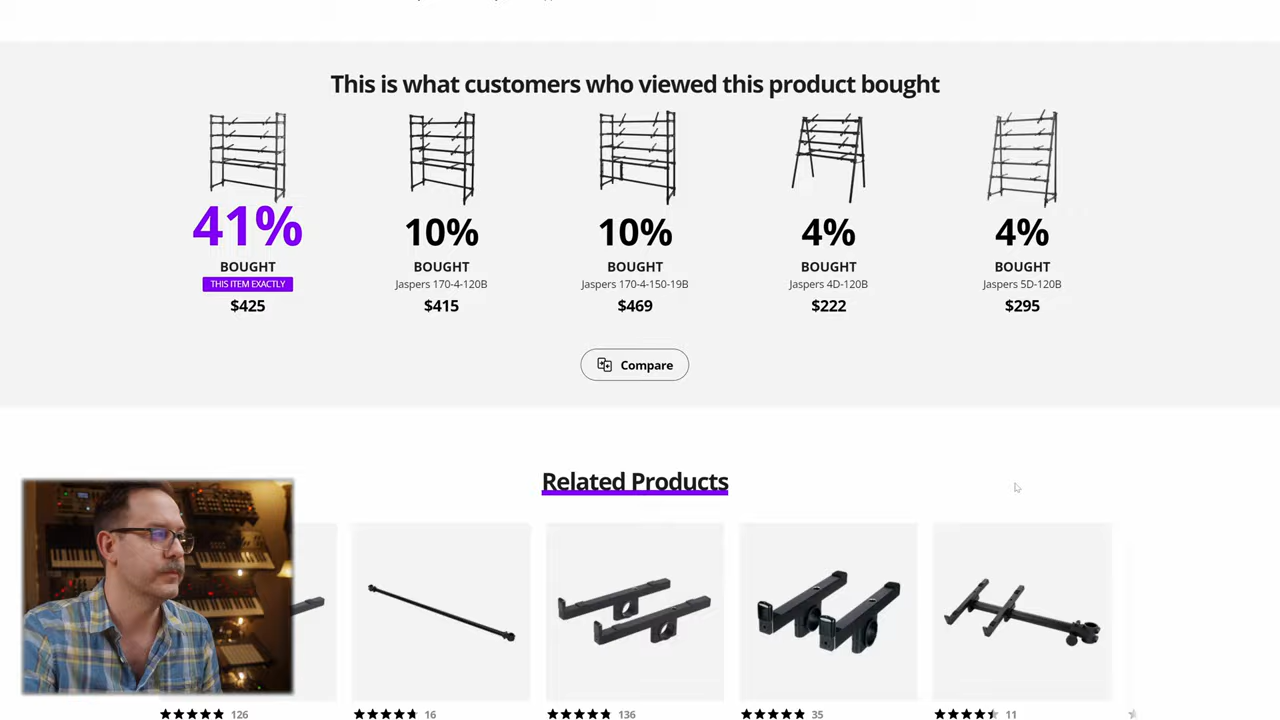 This is what customers who viewed this product bought
41%
BOUGHT
THIS ITEM EXACTLY
$425
10%
BOUGHT
Jaspers 170-4-120B
$415
10%
BOUGHT
Jaspers 170-4-150-19B
$469
4%
BOUGHT
Jaspers 4D-120B
$222
4%
BOUGHT
Jaspers 5D-120B
$295
Compare
Related Products
126
16
136
35
11